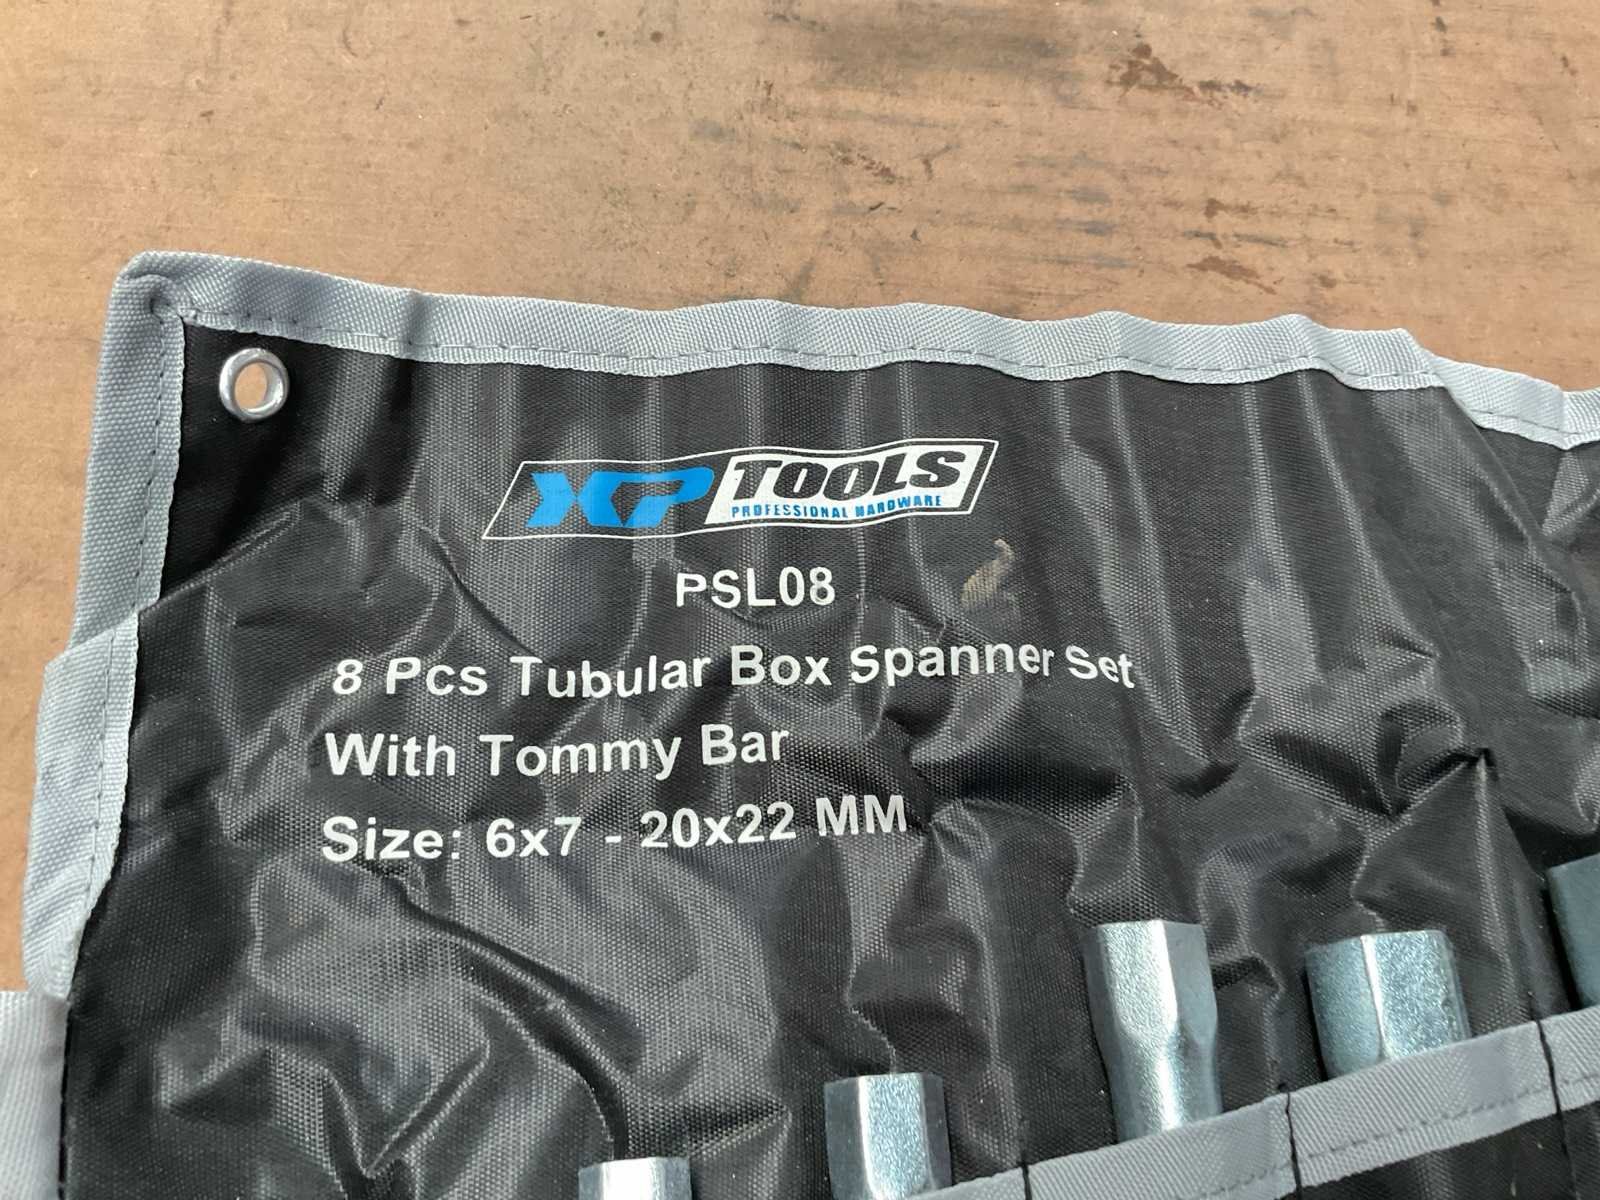 XP TOOLS
PROFESSIONAL HARDWARE
PSL08
8 Pcs Tubular Box Spanner Set
With Tommy Bar
Size: 6x7 - 20x22 MM